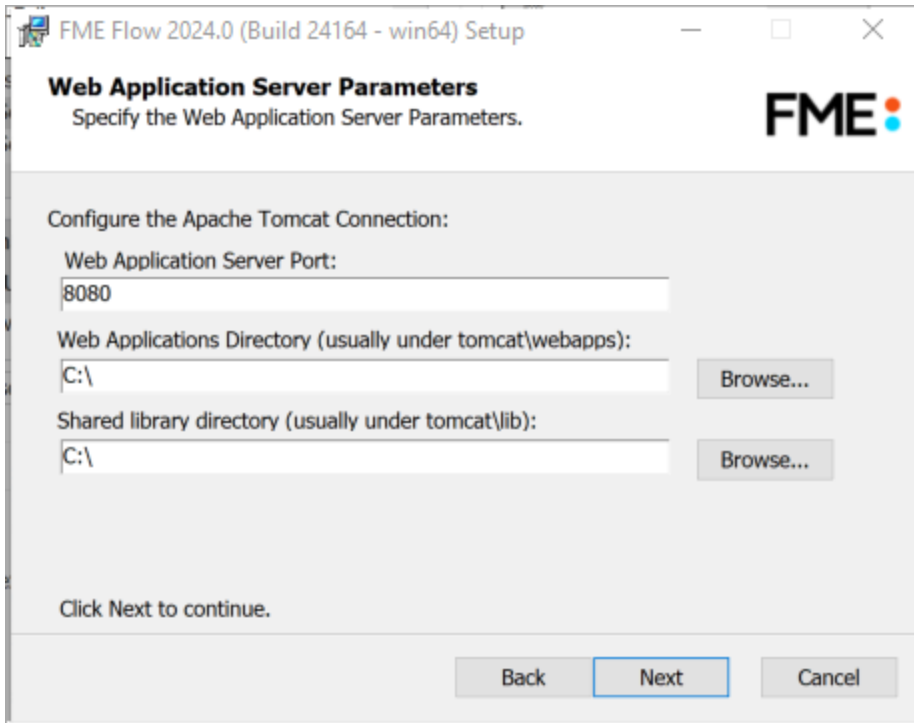 FME Flow 2024.0 (Build 24164 - win64) Setup
Web Application Server Parameters
Specify the Web Application Server Parameters.
FME
Configure the Apache Tomcat Connection:
Web Application Server Port:
8080
Web Applications Directory (usually under tomcat\webapps):
C:\
Browse...
Shared library directory (usually under tomcat\lib):
C:\
Browse...
Click Next to continue.
Back
Next
Cancel